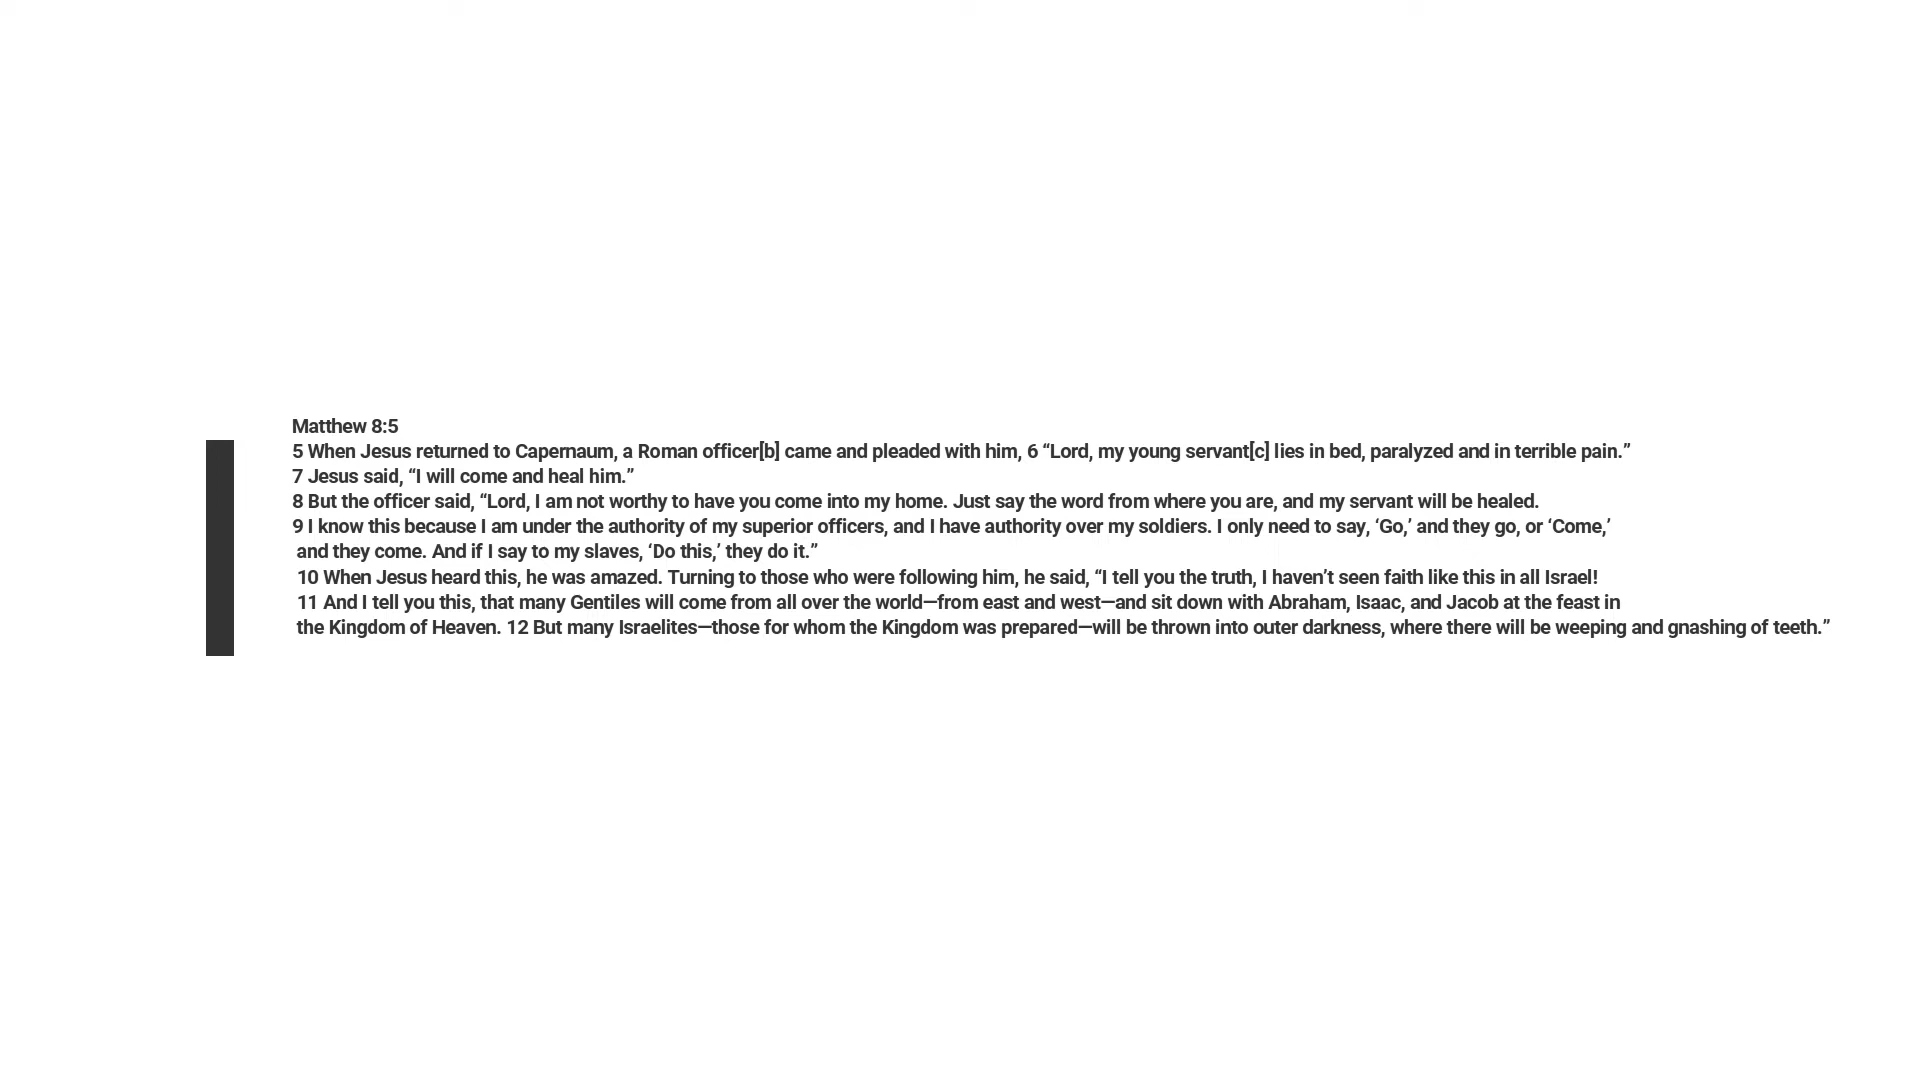 Matthew 8:5
5 When Jesus returned to Capernaum, a Roman officer[b] came and pleaded with him, 6 “Lord, my young servant[c] lies in bed, paralyzed and in terrible pain.”
7 Jesus said, “I will come and heal him.”
8 But the officer said, “Lord, I am not worthy to have you come into my home. Just say the word from where you are, and my servant will be healed.
9 I know this because I am under the authority of my superior officers, and I have authority over my soldiers. I only need to say, ‘Go,’ and they go, or ‘Come,’
and they come. And if I say to my slaves, ‘Do this,’ they do it.”
10 When Jesus heard this, he was amazed. Turning to those who were following him, he said, “I tell you the truth, I haven’t seen faith like this in all Israel!
11 And I tell you this, that many Gentiles will come from all over the world—from east and west—and sit down with Abraham, Isaac, and Jacob at the feast in
the Kingdom of Heaven. 12 But many Israelites—those for whom the Kingdom was prepared—will be thrown into outer darkness, where there will be weeping and gnashing of teeth.”